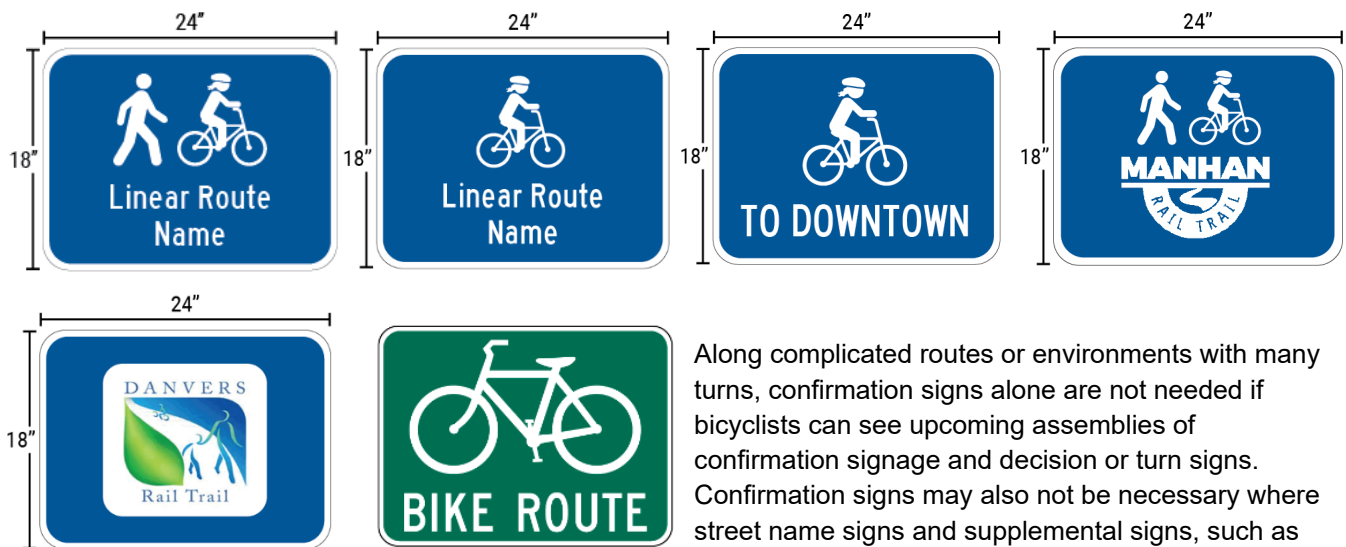 24”
24”
24”
24”
18”
Linear Route
Name
18”
Linear Route
Name
18”
TO DOWNTOWN
18”
MANHAN
RAIL TRAIL
24”
18”
DANVERS
Rail Trail
BIKE ROUTE
Along complicated routes or environments with many
turns, confirmation signs alone are not needed if
bicyclists can see upcoming assemblies of
confirmation signage and decision or turn signs.
Confirmation signs may also not be necessary where
street name signs and supplemental signs, such as